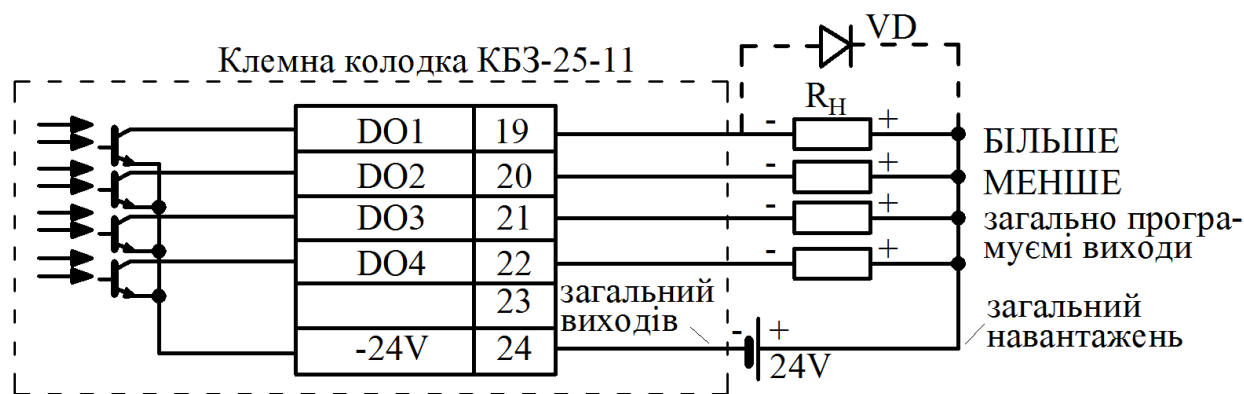 VD
Клемна колодка КБЗ-25-11
RН
DO1 19 - + БІЛЬШЕ
DO2 20 - + МЕНШЕ
DO3 21 - + загально програ-
DO4 22 - + муємі виходи
23
загальний
виходів
-24V 24
- +
24V
загальний
навантажень